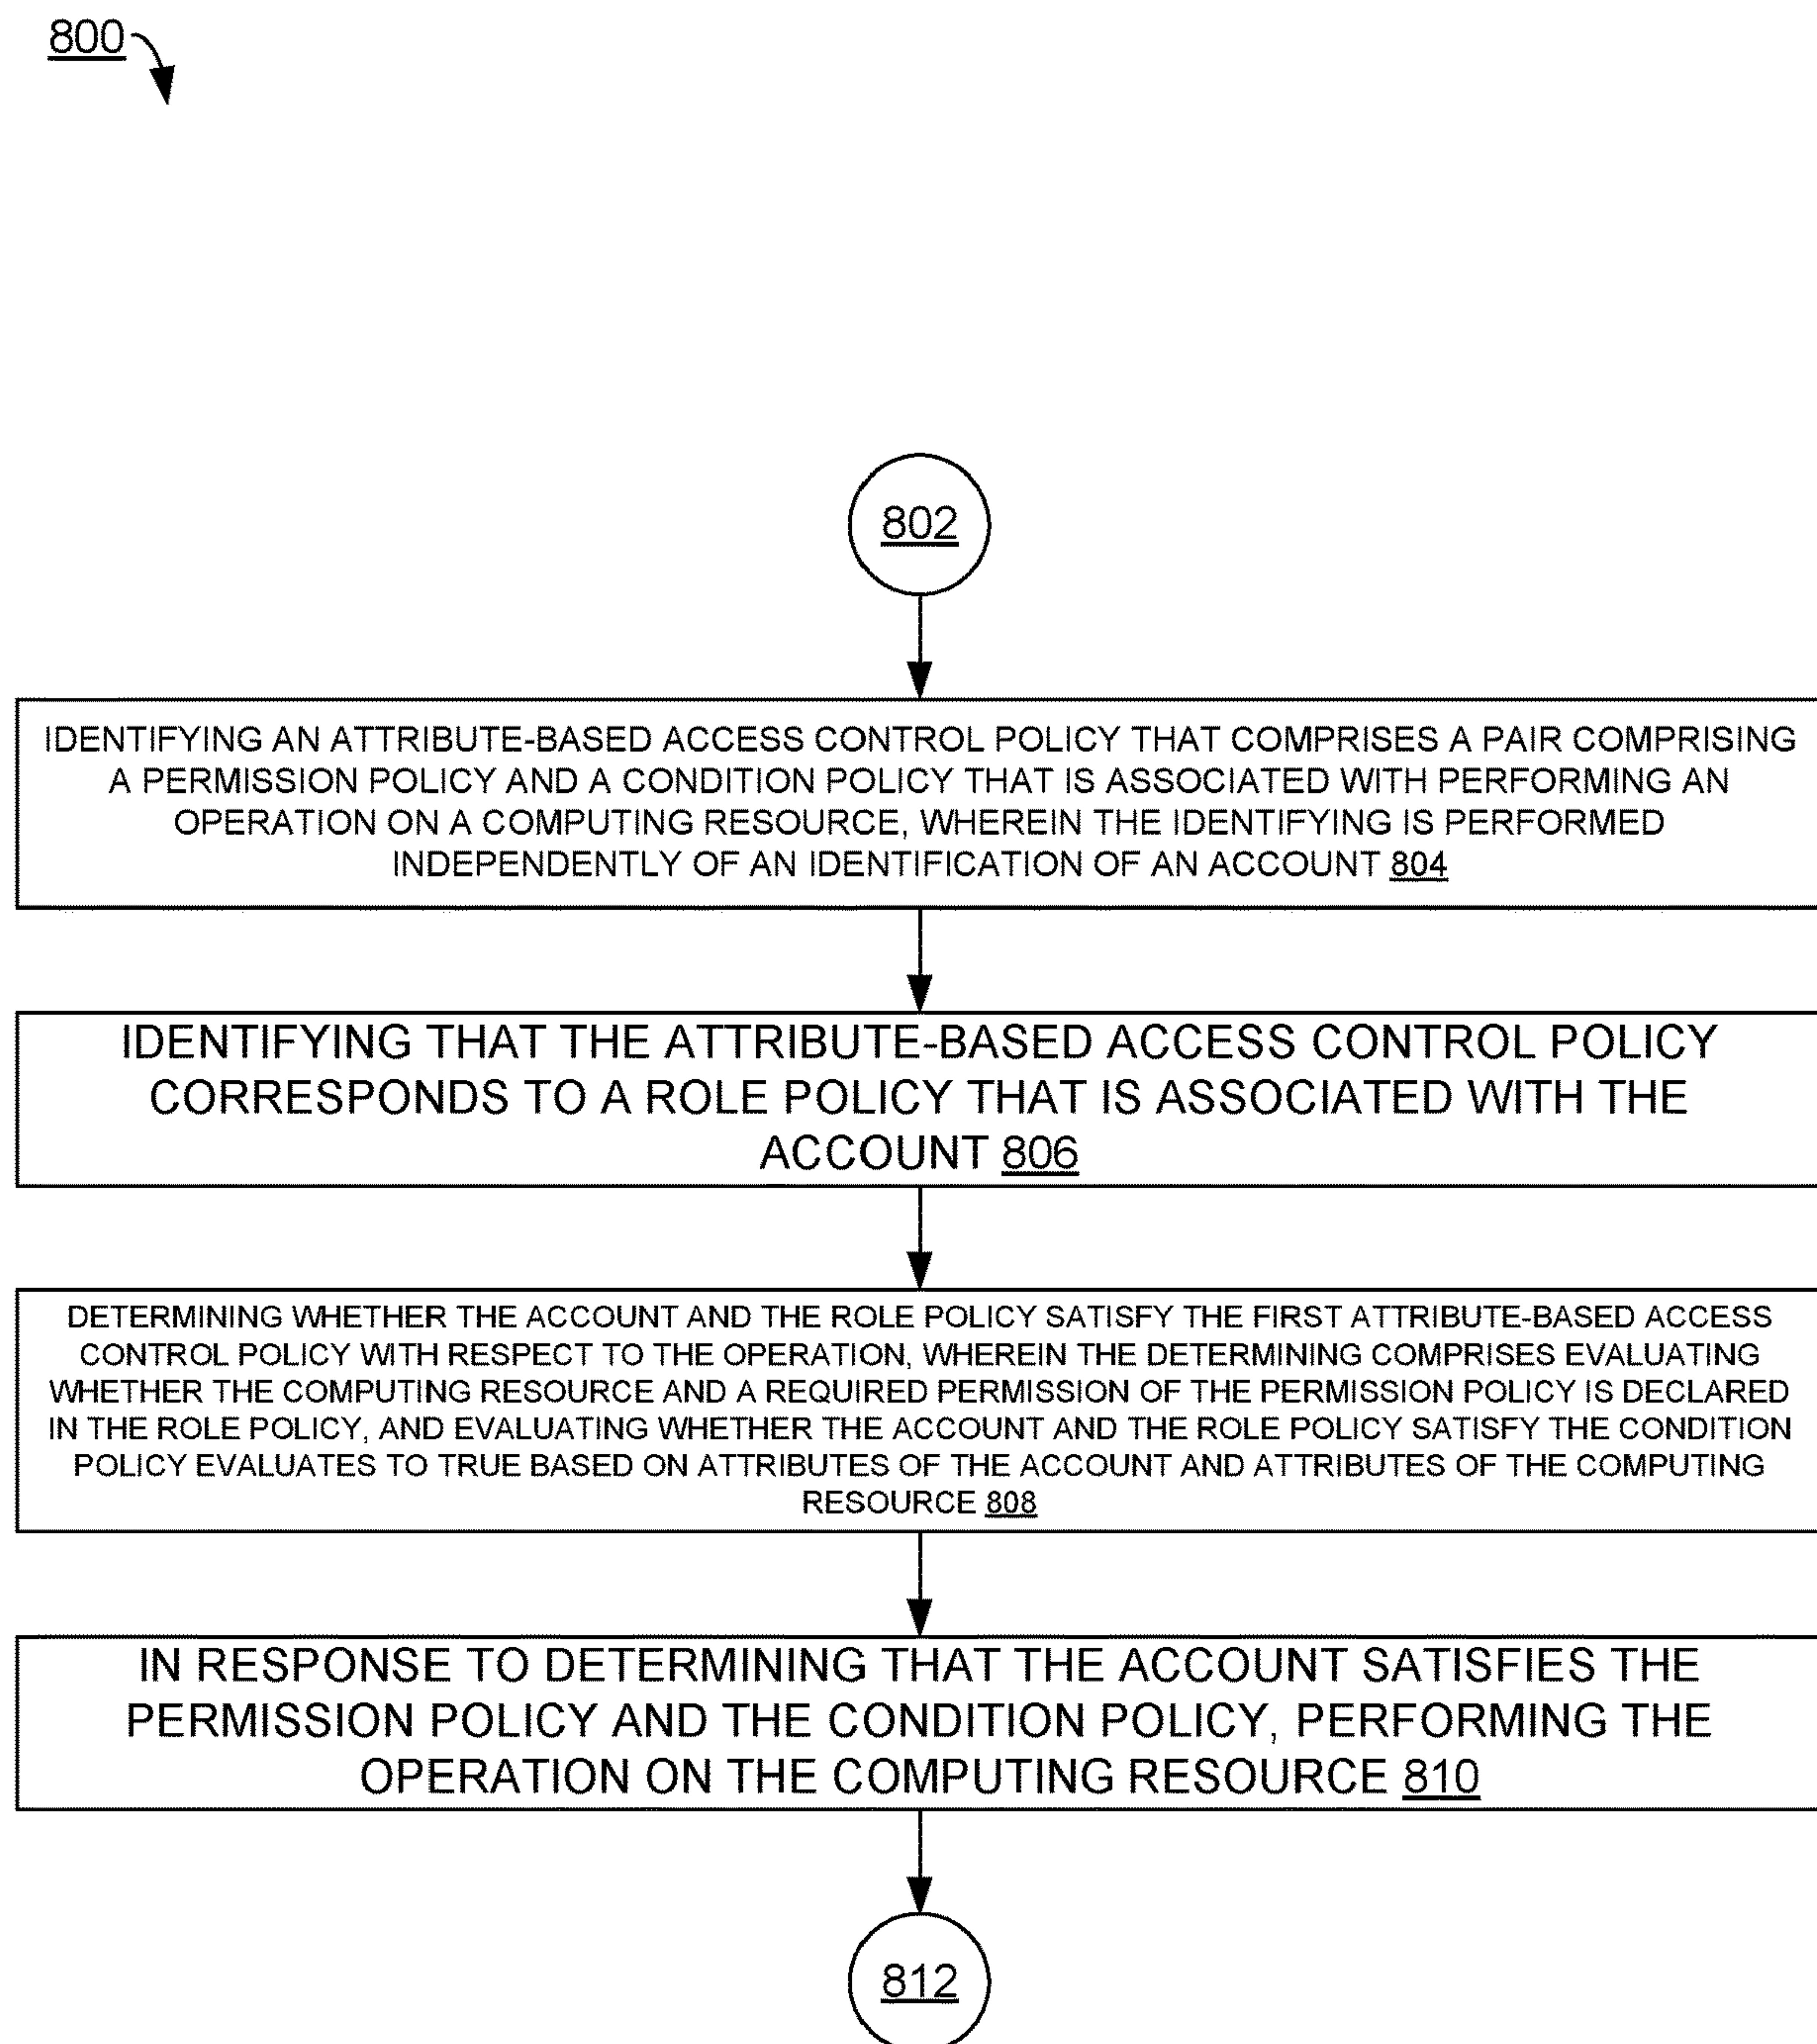 800
802
IDENTIFYING AN ATTRIBUTE-BASED ACCESS CONTROL POLICY THAT COMPRISES A PAIR COMPRISING
A PERMISSION POLICY AND A CONDITION POLICY THAT IS ASSOCIATED WITH PERFORMING AN
OPERATION ON A COMPUTING RESOURCE, WHEREIN THE IDENTIFYING IS PERFORMED
INDEPENDENTLY OF AN IDENTIFICATION OF AN ACCOUNT 804
IDENTIFYING THAT THE ATTRIBUTE-BASED ACCESS CONTROL POLICY
CORRESPONDS TO A ROLE POLICY THAT IS ASSOCIATED WITH THE
ACCOUNT 806
DETERMINING WHETHER THE ACCOUNT AND THE ROLE POLICY SATISFY THE FIRST ATTRIBUTE-BASED ACCESS
CONTROL POLICY WITH RESPECT TO THE OPERATION, WHEREIN THE DETERMINING COMPRISES EVALUATING
WHETHER THE COMPUTING RESOURCE AND A REQUIRED PERMISSION OF THE PERMISSION POLICY IS DECLARED
IN THE ROLE POLICY, AND EVALUATING WHETHER THE ACCOUNT AND THE ROLE POLICY SATISFY THE CONDITION
POLICY EVALUATES TO TRUE BASED ON ATTRIBUTES OF THE ACCOUNT AND ATTRIBUTES OF THE COMPUTING
RESOURCE 808
IN RESPONSE TO DETERMINING THAT THE ACCOUNT SATISFIES THE
PERMISSION POLICY AND THE CONDITION POLICY, PERFORMING THE
OPERATION ON THE COMPUTING RESOURCE 810
812